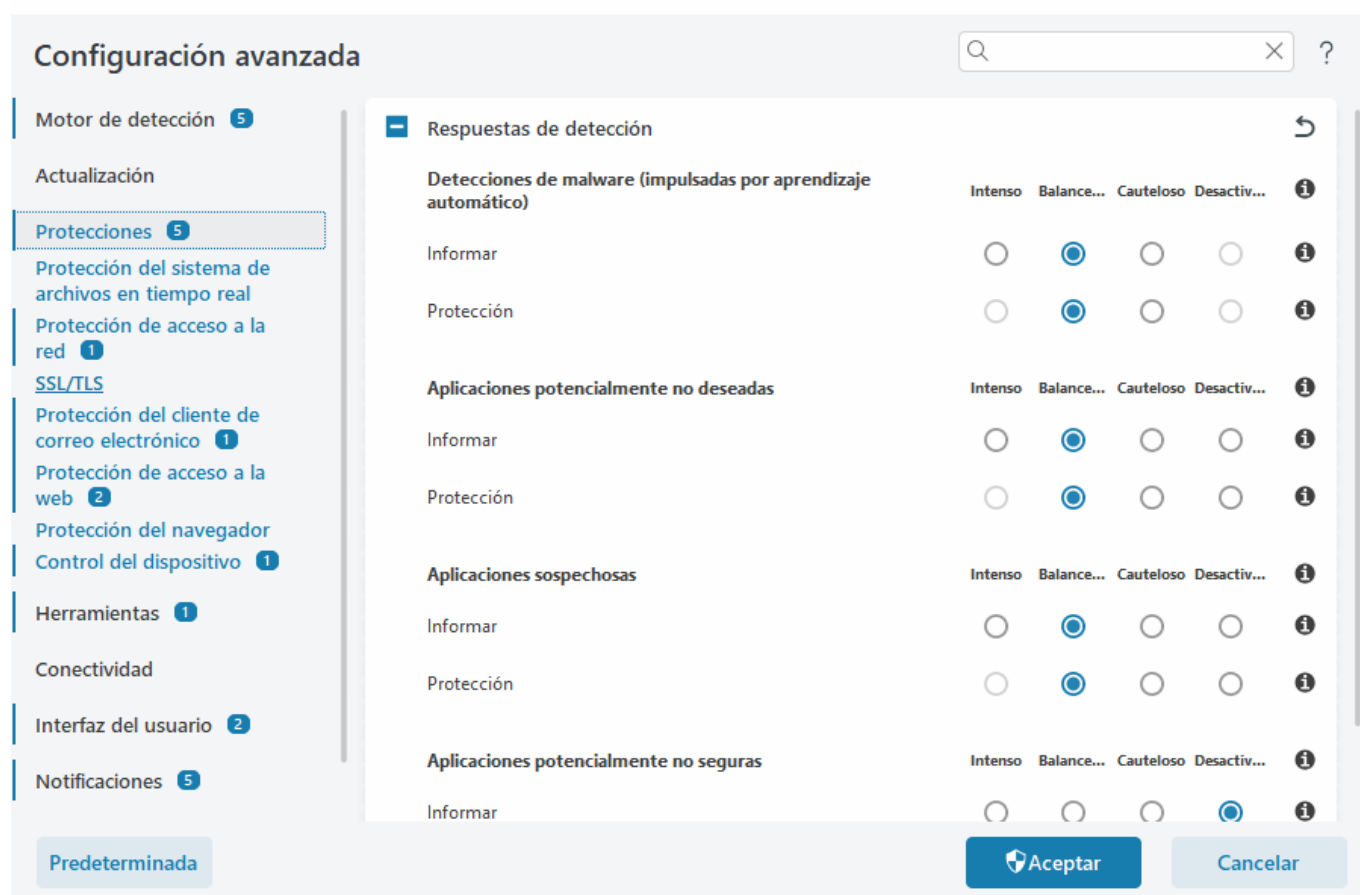 Configuración avanzada
?
Motor de detección 5
Actualización
Protecciones 5
Protección del sistema de
archivos en tiempo real
Protección de acceso a la
red 1
SSL/TLS
Protección del cliente de
correo electrónico 1
Protección de acceso a la
web 2
Protección del navegador
Control del dispositivo 1
Herramientas 1
Conectividad
Interfaz del usuario 2
Notificaciones 5
Respuestas de detección
Detecciones de malware (impulsadas por aprendizaje
automático)
Intenso Balance... Cauteloso Desactiv...
Informar
Protección
Aplicaciones potencialmente no deseadas Intenso Balance... Cauteloso Desactiv...
Informar
Protección
Aplicaciones sospechosas Intenso Balance... Cauteloso Desactiv...
Informar
Protección
Aplicaciones potencialmente no seguras Intenso Balance... Cauteloso Desactiv...
Informar
Predeterminada
Aceptar
Cancelar